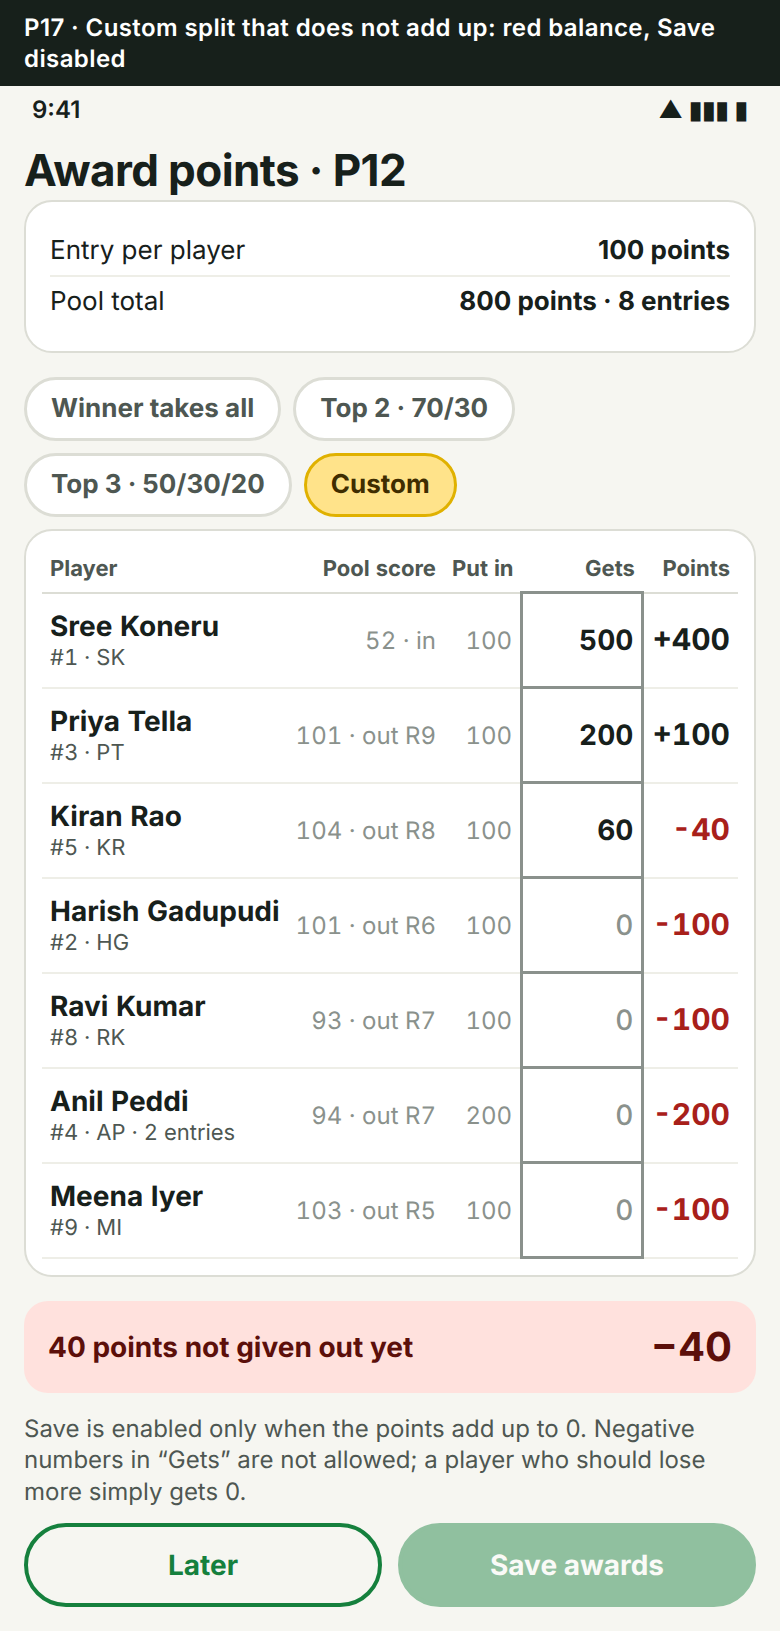 P17 · Custom split that does not add up: red balance, Save
disabled
9:41
Award points · P12
Entry per player 100 points
Pool total 800 points · 8 entries
Winner takes all Top 2 · 70/30
Top 3 · 50/30/20 Custom
Player Pool score Put in Gets Points
Sree Koneru 52 · in 100 500 +400
#1 · SK
Priya Tella 101 · out R9 100 200 +100
#3 · PT
Kiran Rao 104 · out R8 100 60 -40
#5 · KR
Harish Gadupudi 101 · out R6 100 0 -100
#2 · HG
Ravi Kumar 93 · out R7 100 0 -100
#8 · RK
Anil Peddi 94 · out R7 200 0 -200
#4 · AP · 2 entries
Meena Iyer 103 · out R5 100 0 -100
#9 · MI
40 points not given out yet −40
Save is enabled only when the points add up to 0. Negative
numbers in “Gets” are not allowed; a player who should lose
more simply gets 0.
Later Save awards